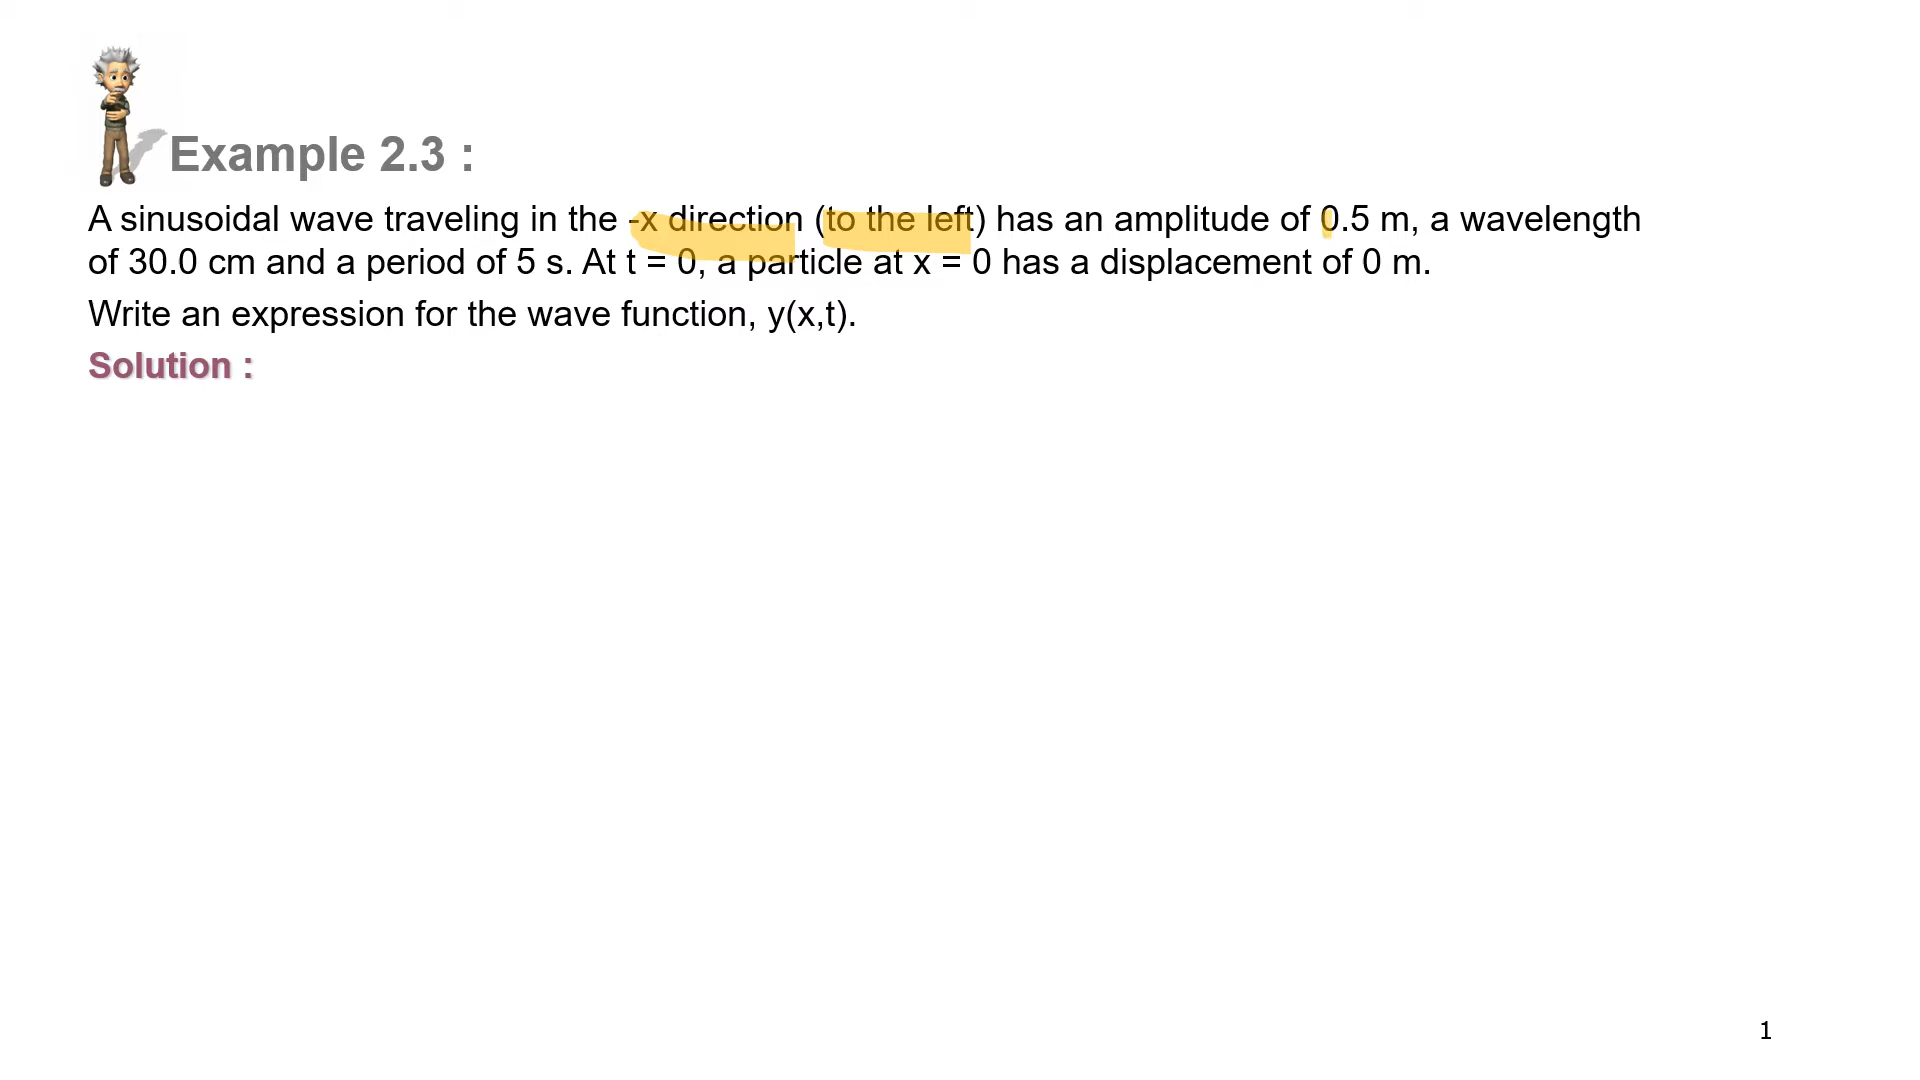 Example 2.3 :
A sinusoidal wave traveling in the -x direction (to the left) has an amplitude of 0.5 m, a wavelength
of 30.0 cm and a period of 5 s. At t = 0, a particle at x = 0 has a displacement of 0 m.
Write an expression for the wave function, y(x,t).
Solution :
1